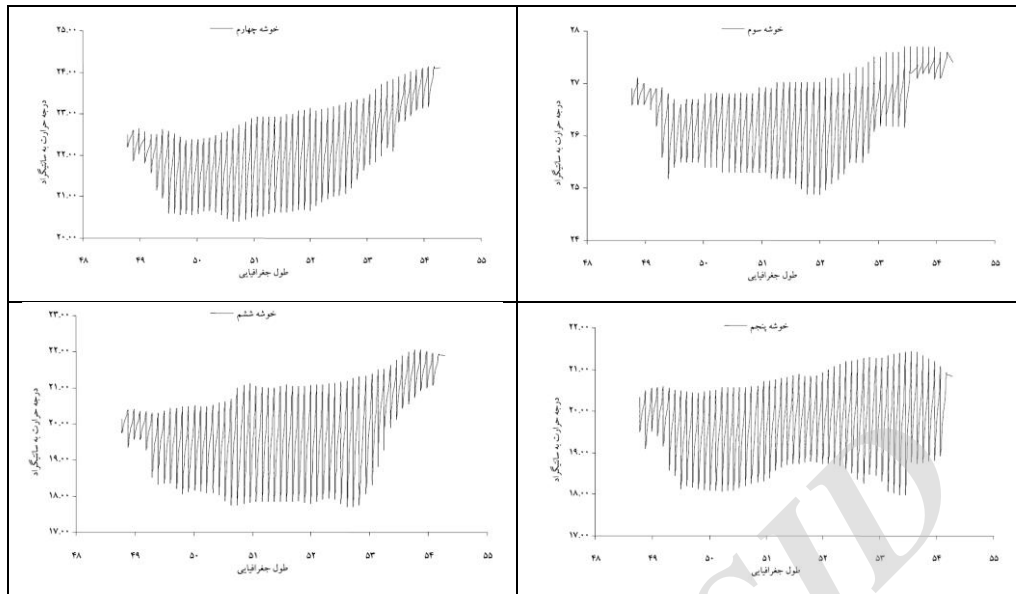 خوشه سوم
۲۸
۲۷
۲۶
۲۵
۲۴
درجه حرارت به سانتیگراد
۴۸ ۴۹ ۵۰ ۵۱ ۵۲ ۵۳ ۵۴ ۵۵
طول جغرافیایی
خوشه چهارم
۲۵.۰۰
۲۴.۰۰
۲۳.۰۰
۲۲.۰۰
۲۱.۰۰
۲۰.۰۰
درجه حرارت به سانتیگراد
۴۸ ۴۹ ۵۰ ۵۱ ۵۲ ۵۳ ۵۴ ۵۵
طول جغرافیایی
خوشه پنجم
۲۲.۰۰
۲۱.۰۰
۲۰.۰۰
۱۹.۰۰
۱۸.۰۰
۱۷.۰۰
درجه حرارت به سانتیگراد
۴۸ ۴۹ ۵۰ ۵۱ ۵۲ ۵۳ ۵۴ ۵۵
طول جغرافیایی
خوشه ششم
۲۳.۰۰
۲۲.۰۰
۲۱.۰۰
۲۰.۰۰
۱۹.۰۰
۱۸.۰۰
۱۷.۰۰
درجه حرارت به سانتیگراد
۴۸ ۴۹ ۵۰ ۵۱ ۵۲ ۵۳ ۵۴ ۵۵
طول جغرافیایی
SID